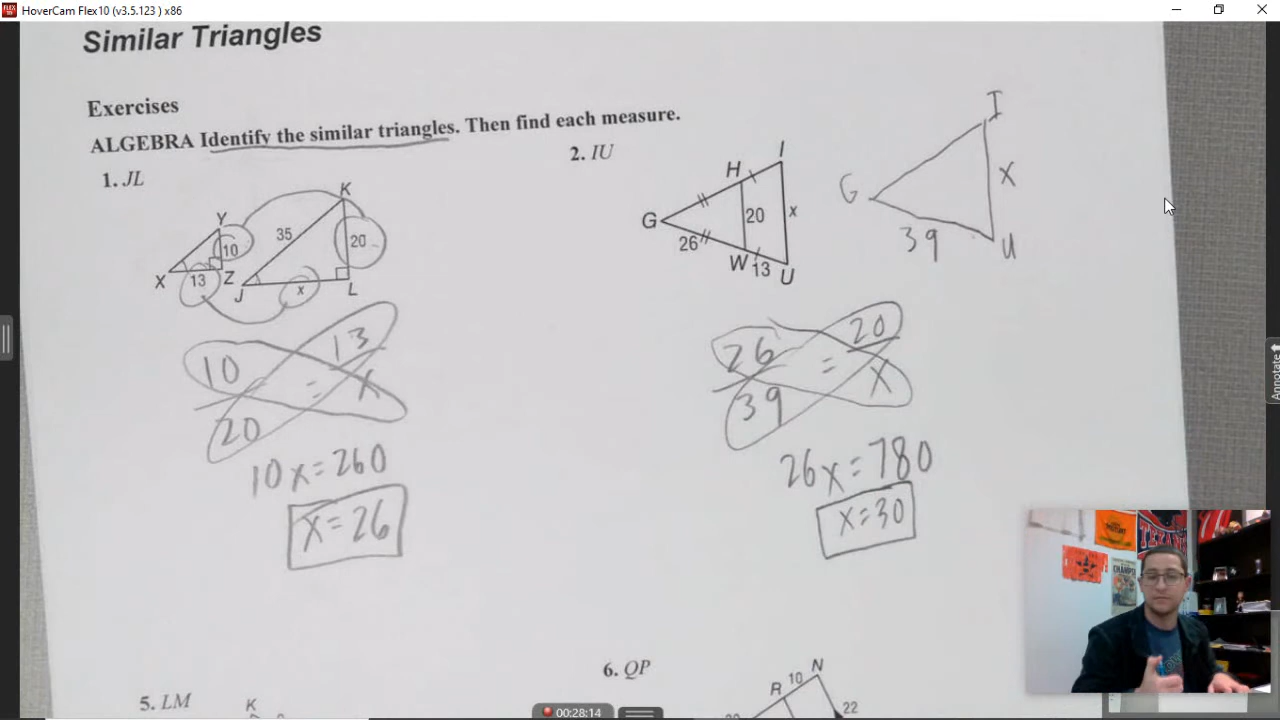 HoverCam Flex10 (v3.5.123 ) x86
Similar Triangles
Exercises
ALGEBRA Identify the similar triangles. Then find each measure.
1. JL
X
Y
Z
10
13
J
K
L
35
20
x
10
20
=
13
x
10x=260
x=26
2. IU
G
H
I
W
U
20
x
26
13
G
I
U
x
39
26
39
=
20
x
26x=780
x=30
5. LM
K
6. QP
R
10
N
22
Annotate
00:28:14
TEXANS